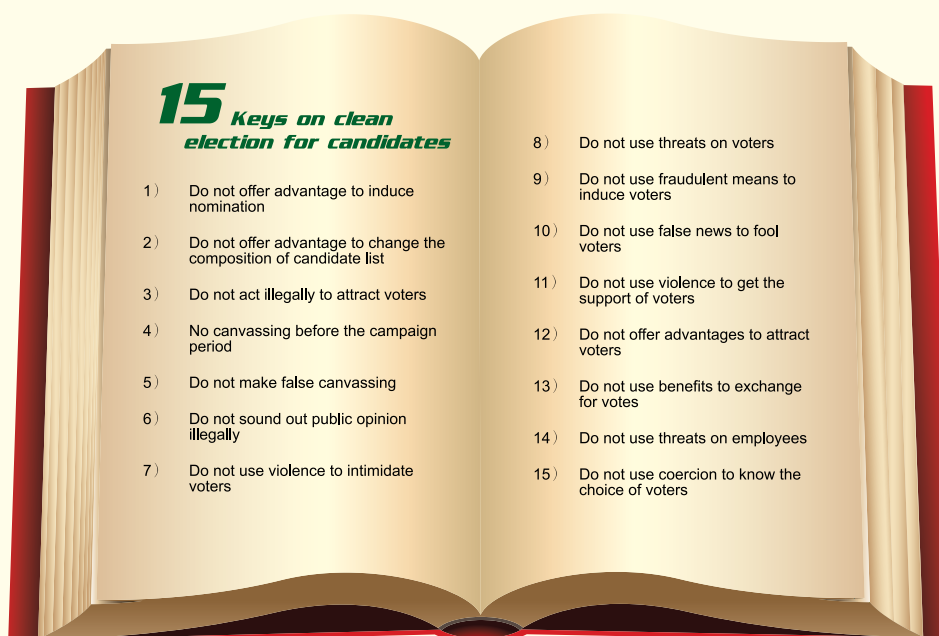 15 Keys on clean
election for candidates
1） Do not offer advantage to induce
nomination
2） Do not offer advantage to change the
composition of candidate list
3） Do not act illegally to attract voters
4） No canvassing before the campaign
period
5） Do not make false canvassing
6） Do not sound out public opinion
illegally
7） Do not use violence to intimidate
voters
8） Do not use threats on voters
9） Do not use fraudulent means to
induce voters
10） Do not use false news to fool
voters
11） Do not use violence to get the
support of voters
12） Do not offer advantages to attract
voters
13） Do not use benefits to exchange
for votes
14） Do not use threats on employees
15） Do not use coercion to know the
choice of voters